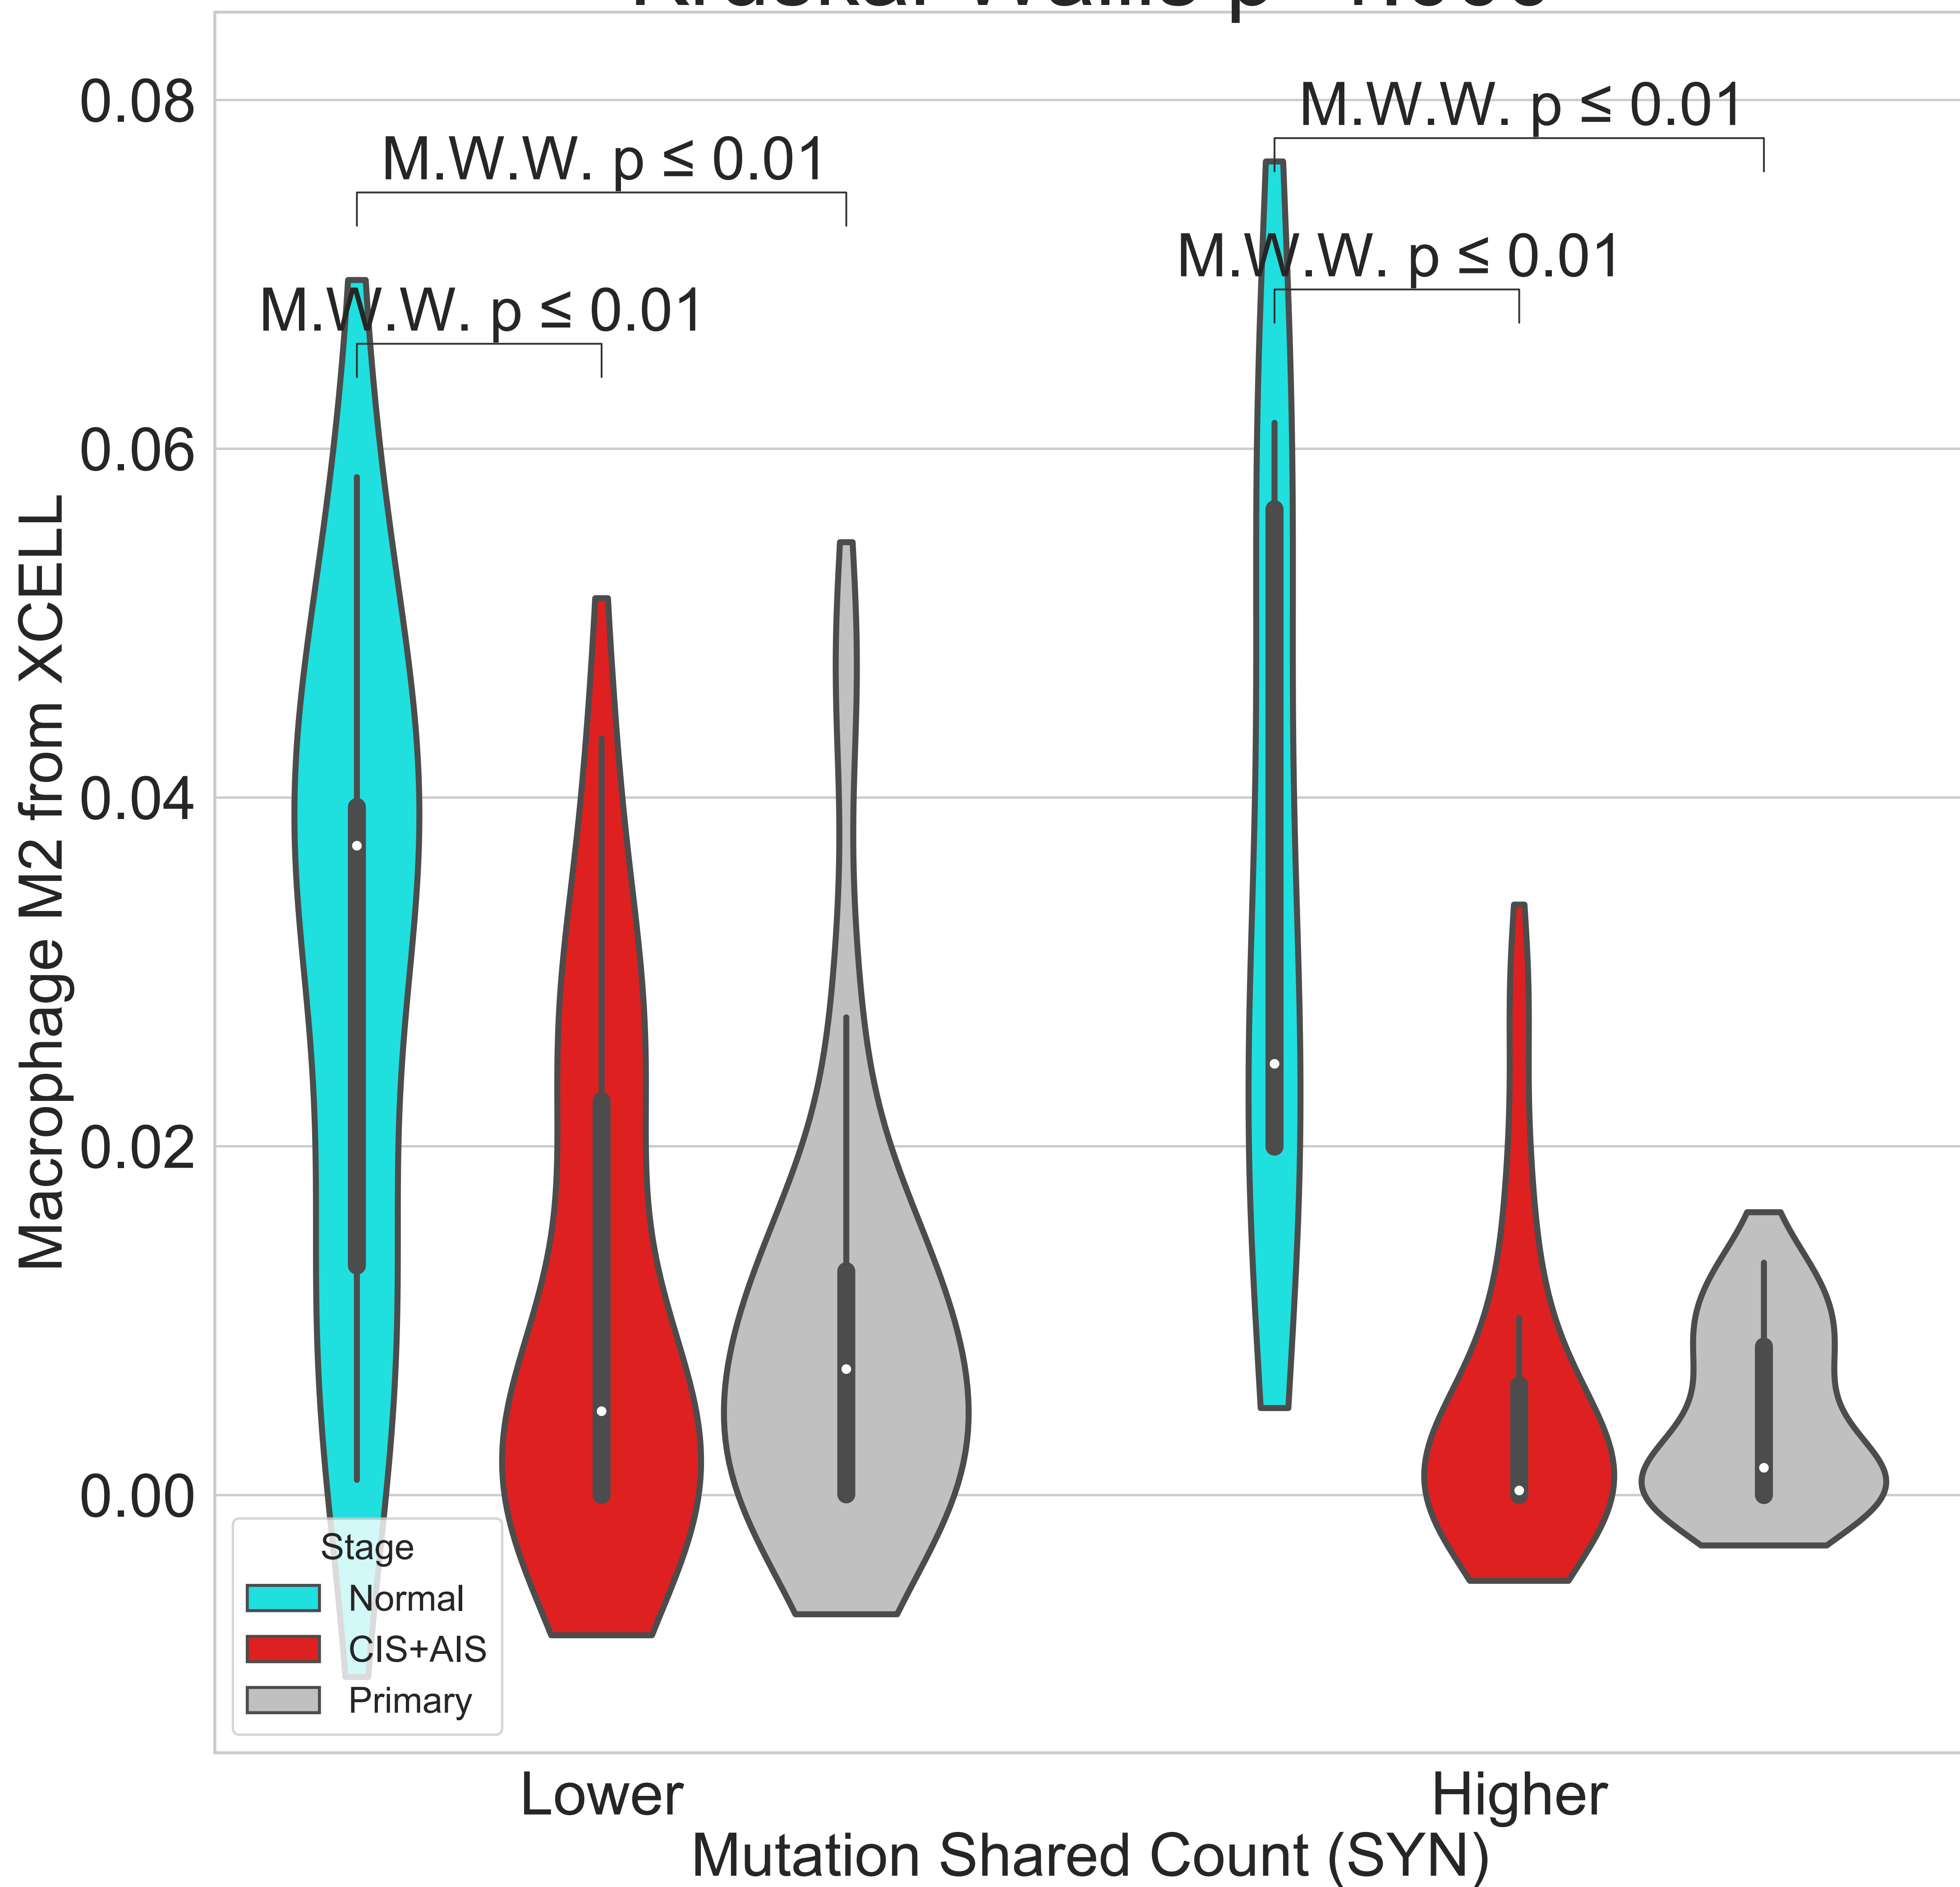 0.08
0.06
0.04
0.02
0.00
Macrophage M2 from XCELL
M.W.W. p ≤ 0.01
M.W.W. p ≤ 0.01
M.W.W. p ≤ 0.01
M.W.W. p ≤ 0.01
Stage
Normal
CIS+AIS
Primary
Lower
Higher
Mutation Shared Count (SYN)